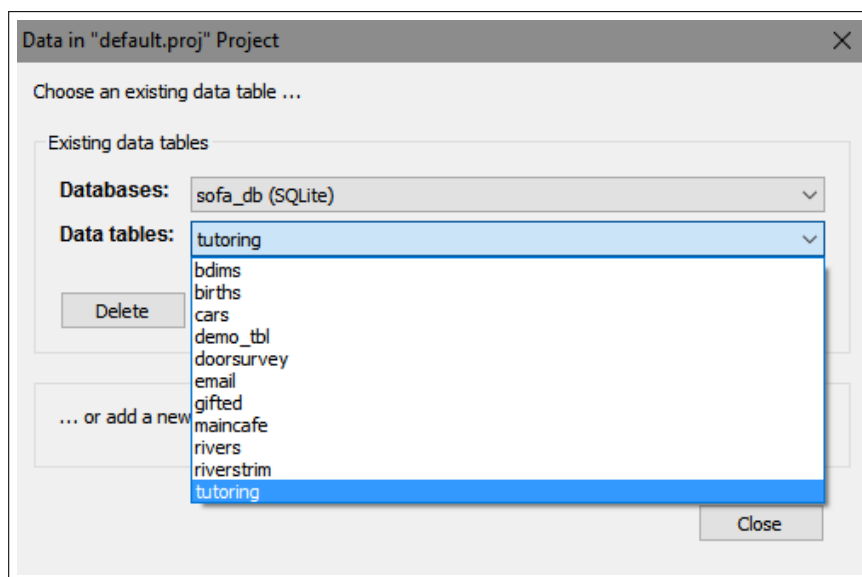 Data in "default.proj" Project
Choose an existing data table ...
Existing data tables
Databases: sofa_db (SQLite)
Data tables: tutoring
bdims
births
Delete cars
demo_tbl
doorsurvey
email
gifted
... or add a new maincafe
rivers
riverstrim
tutoring
Close